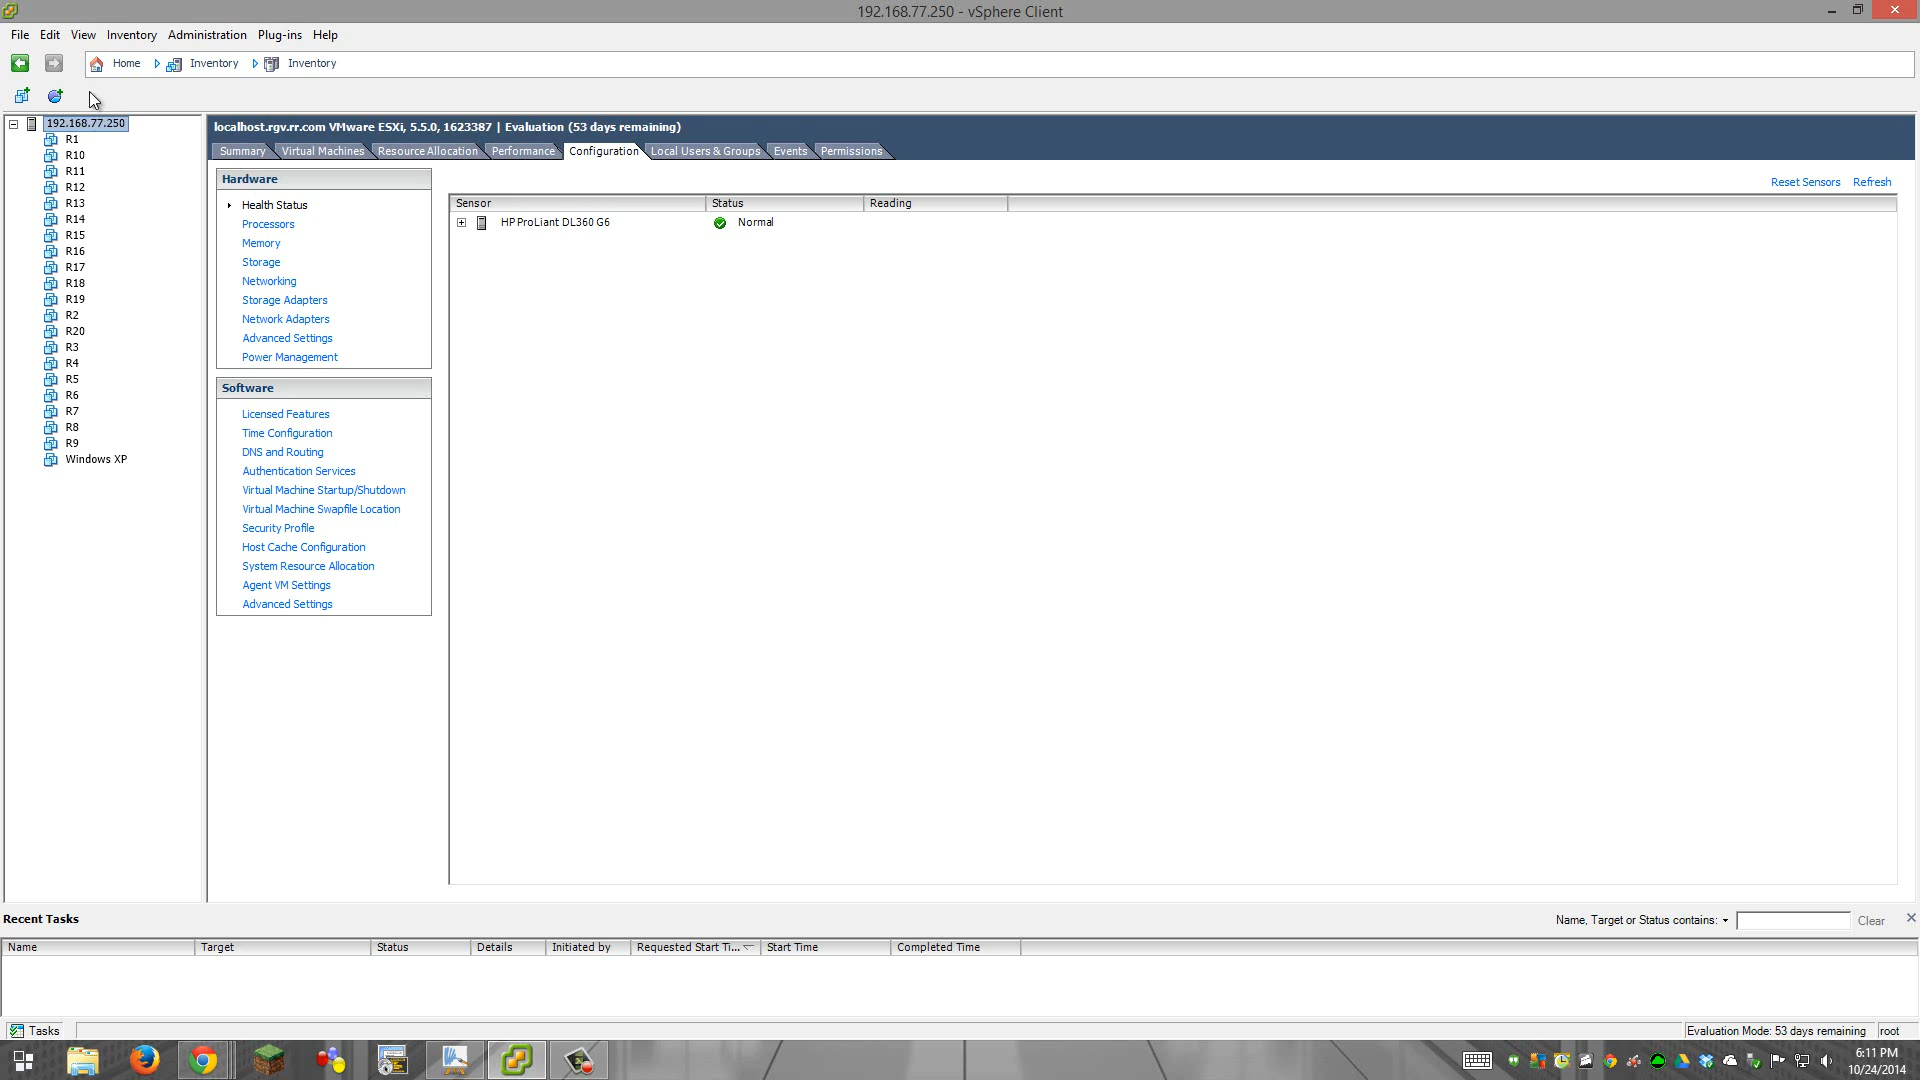 192.168.77.250 - vSphere Client
File Edit View Inventory Administration Plug-ins Help
Home Inventory Inventory
192.168.77.250
R1
R10
R11
R12
R13
R14
R15
R16
R17
R18
R19
R2
R20
R3
R4
R5
R6
R7
R8
R9
Windows XP
localhost.rgv.rr.com VMware ESXi, 5.5.0, 1623387 | Evaluation (53 days remaining)
Summary Virtual Machines Resource Allocation Performance Configuration Local Users & Groups Events Permissions
Hardware
Health Status
Processors
Memory
Storage
Networking
Storage Adapters
Network Adapters
Advanced Settings
Power Management
Software
Licensed Features
Time Configuration
DNS and Routing
Authentication Services
Virtual Machine Startup/Shutdown
Virtual Machine Swapfile Location
Security Profile
Host Cache Configuration
System Resource Allocation
Agent VM Settings
Advanced Settings
Reset Sensors Refresh
Sensor Status Reading
HP ProLiant DL360 G6 Normal
Recent Tasks
Name, Target or Status contains: Clear
Name Target Status Details Initiated by Requested Start Ti... Start Time Completed Time
Tasks
Evaluation Mode: 53 days remaining root
6:11 PM
10/24/2014